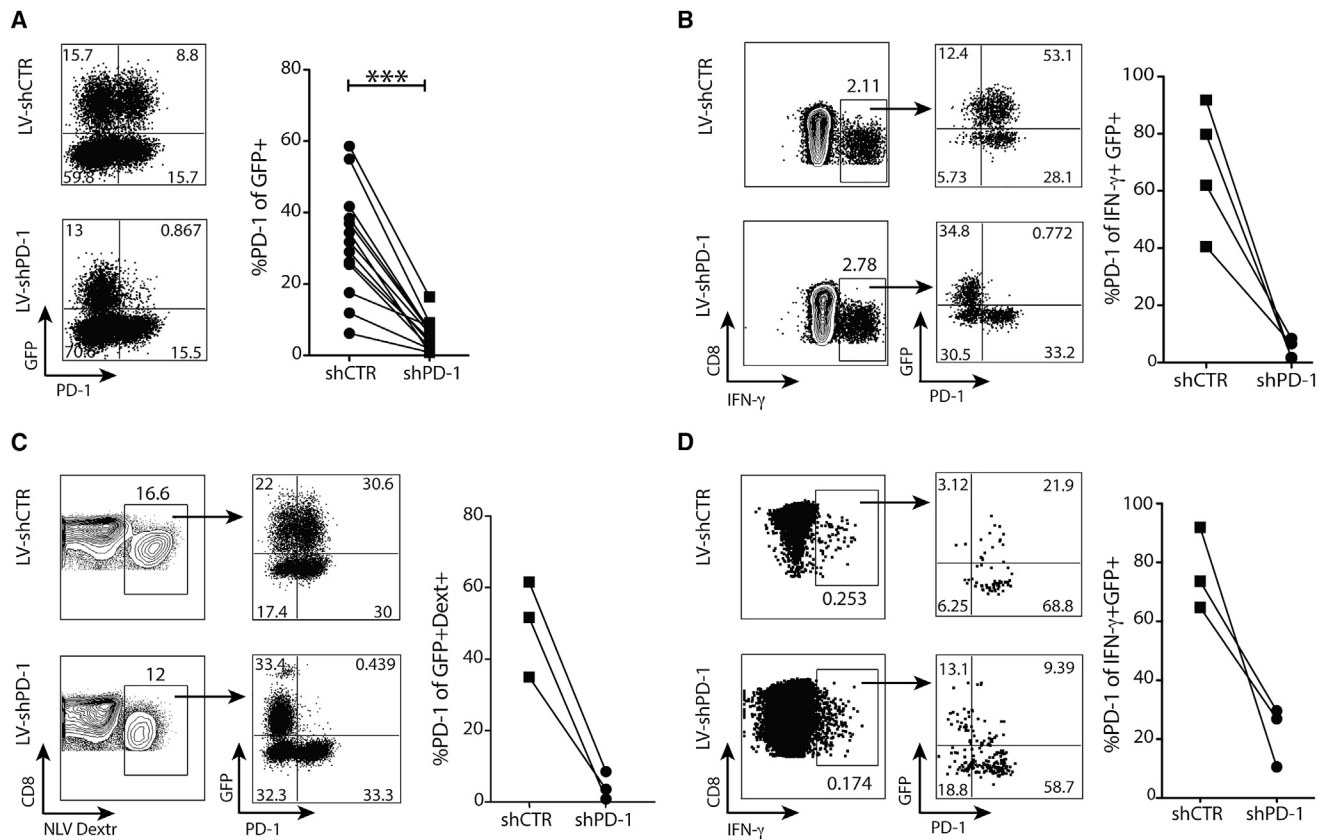 A
LV-shCTR
15.7 8.8
59.8 15.7
LV-shPD-1
13 0.867
15.5
GFP
PD-1
%PD-1 of GFP+
80
60
40
20
0
***
shCTR shPD-1
B
LV-shCTR
2.11
12.4 53.1
5.73 28.1
LV-shPD-1
2.78
34.8 0.772
30.5 33.2
CD8
IFN-γ
GFP
PD-1
%PD-1 of IFN-γ+ GFP+
100
80
60
40
20
0
shCTR shPD-1
C
LV-shCTR
16.6
22 30.6
17.4 30
LV-shPD-1
12
33.4 0.439
32.3 33.3
CD8
NLV Dextr
GFP
PD-1
%PD-1 of GFP+Dext+
80
60
40
20
0
shCTR shPD-1
D
LV-shCTR
0.253
3.12 21.9
6.25 68.8
LV-shPD-1
0.174
13.1 9.39
18.8 58.7
CD8
IFN-γ
GFP
PD-1
%PD-1 of IFN-γ+GFP+
100
80
60
40
20
0
shCTR shPD-1